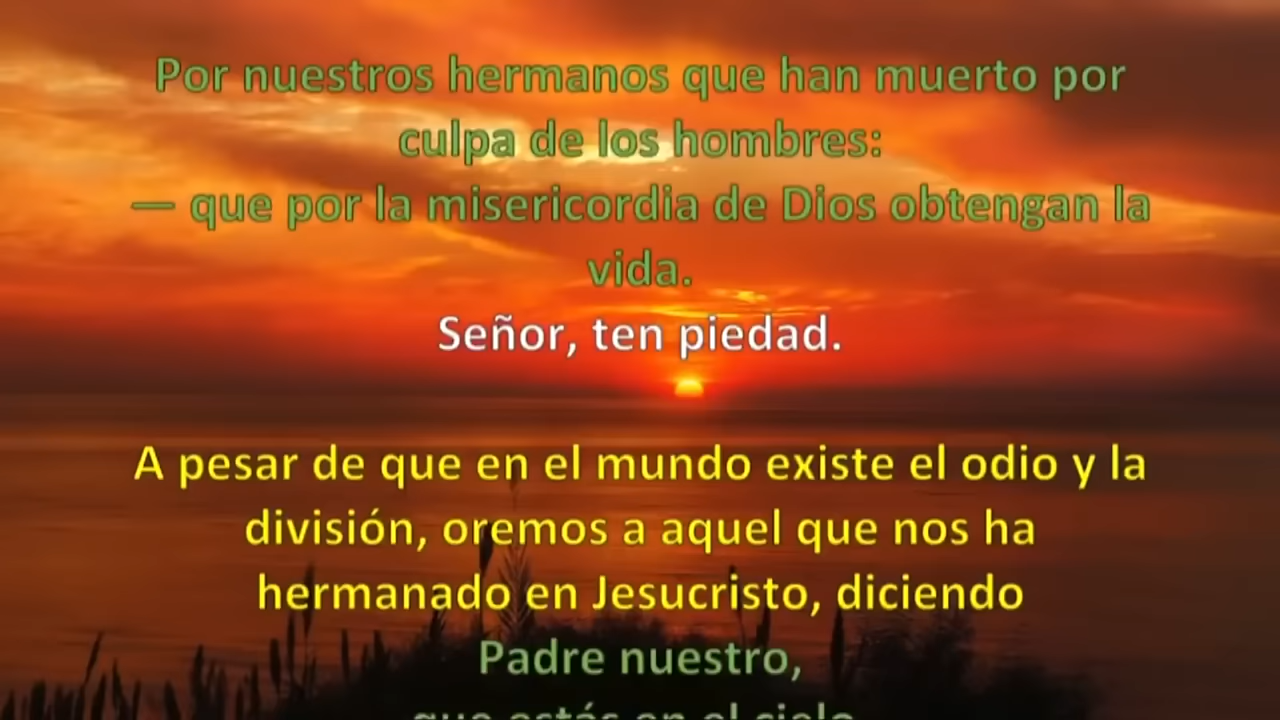 Por nuestros hermanos que han muerto por
culpa de los hombres:
— que por la misericordia de Dios obtengan la
vida.
Señor, ten piedad.
A pesar de que en el mundo existe el odio y la
división, oremos a aquel que nos ha
hermanado en Jesucristo, diciendo
Padre nuestro,
que estás en el cielo